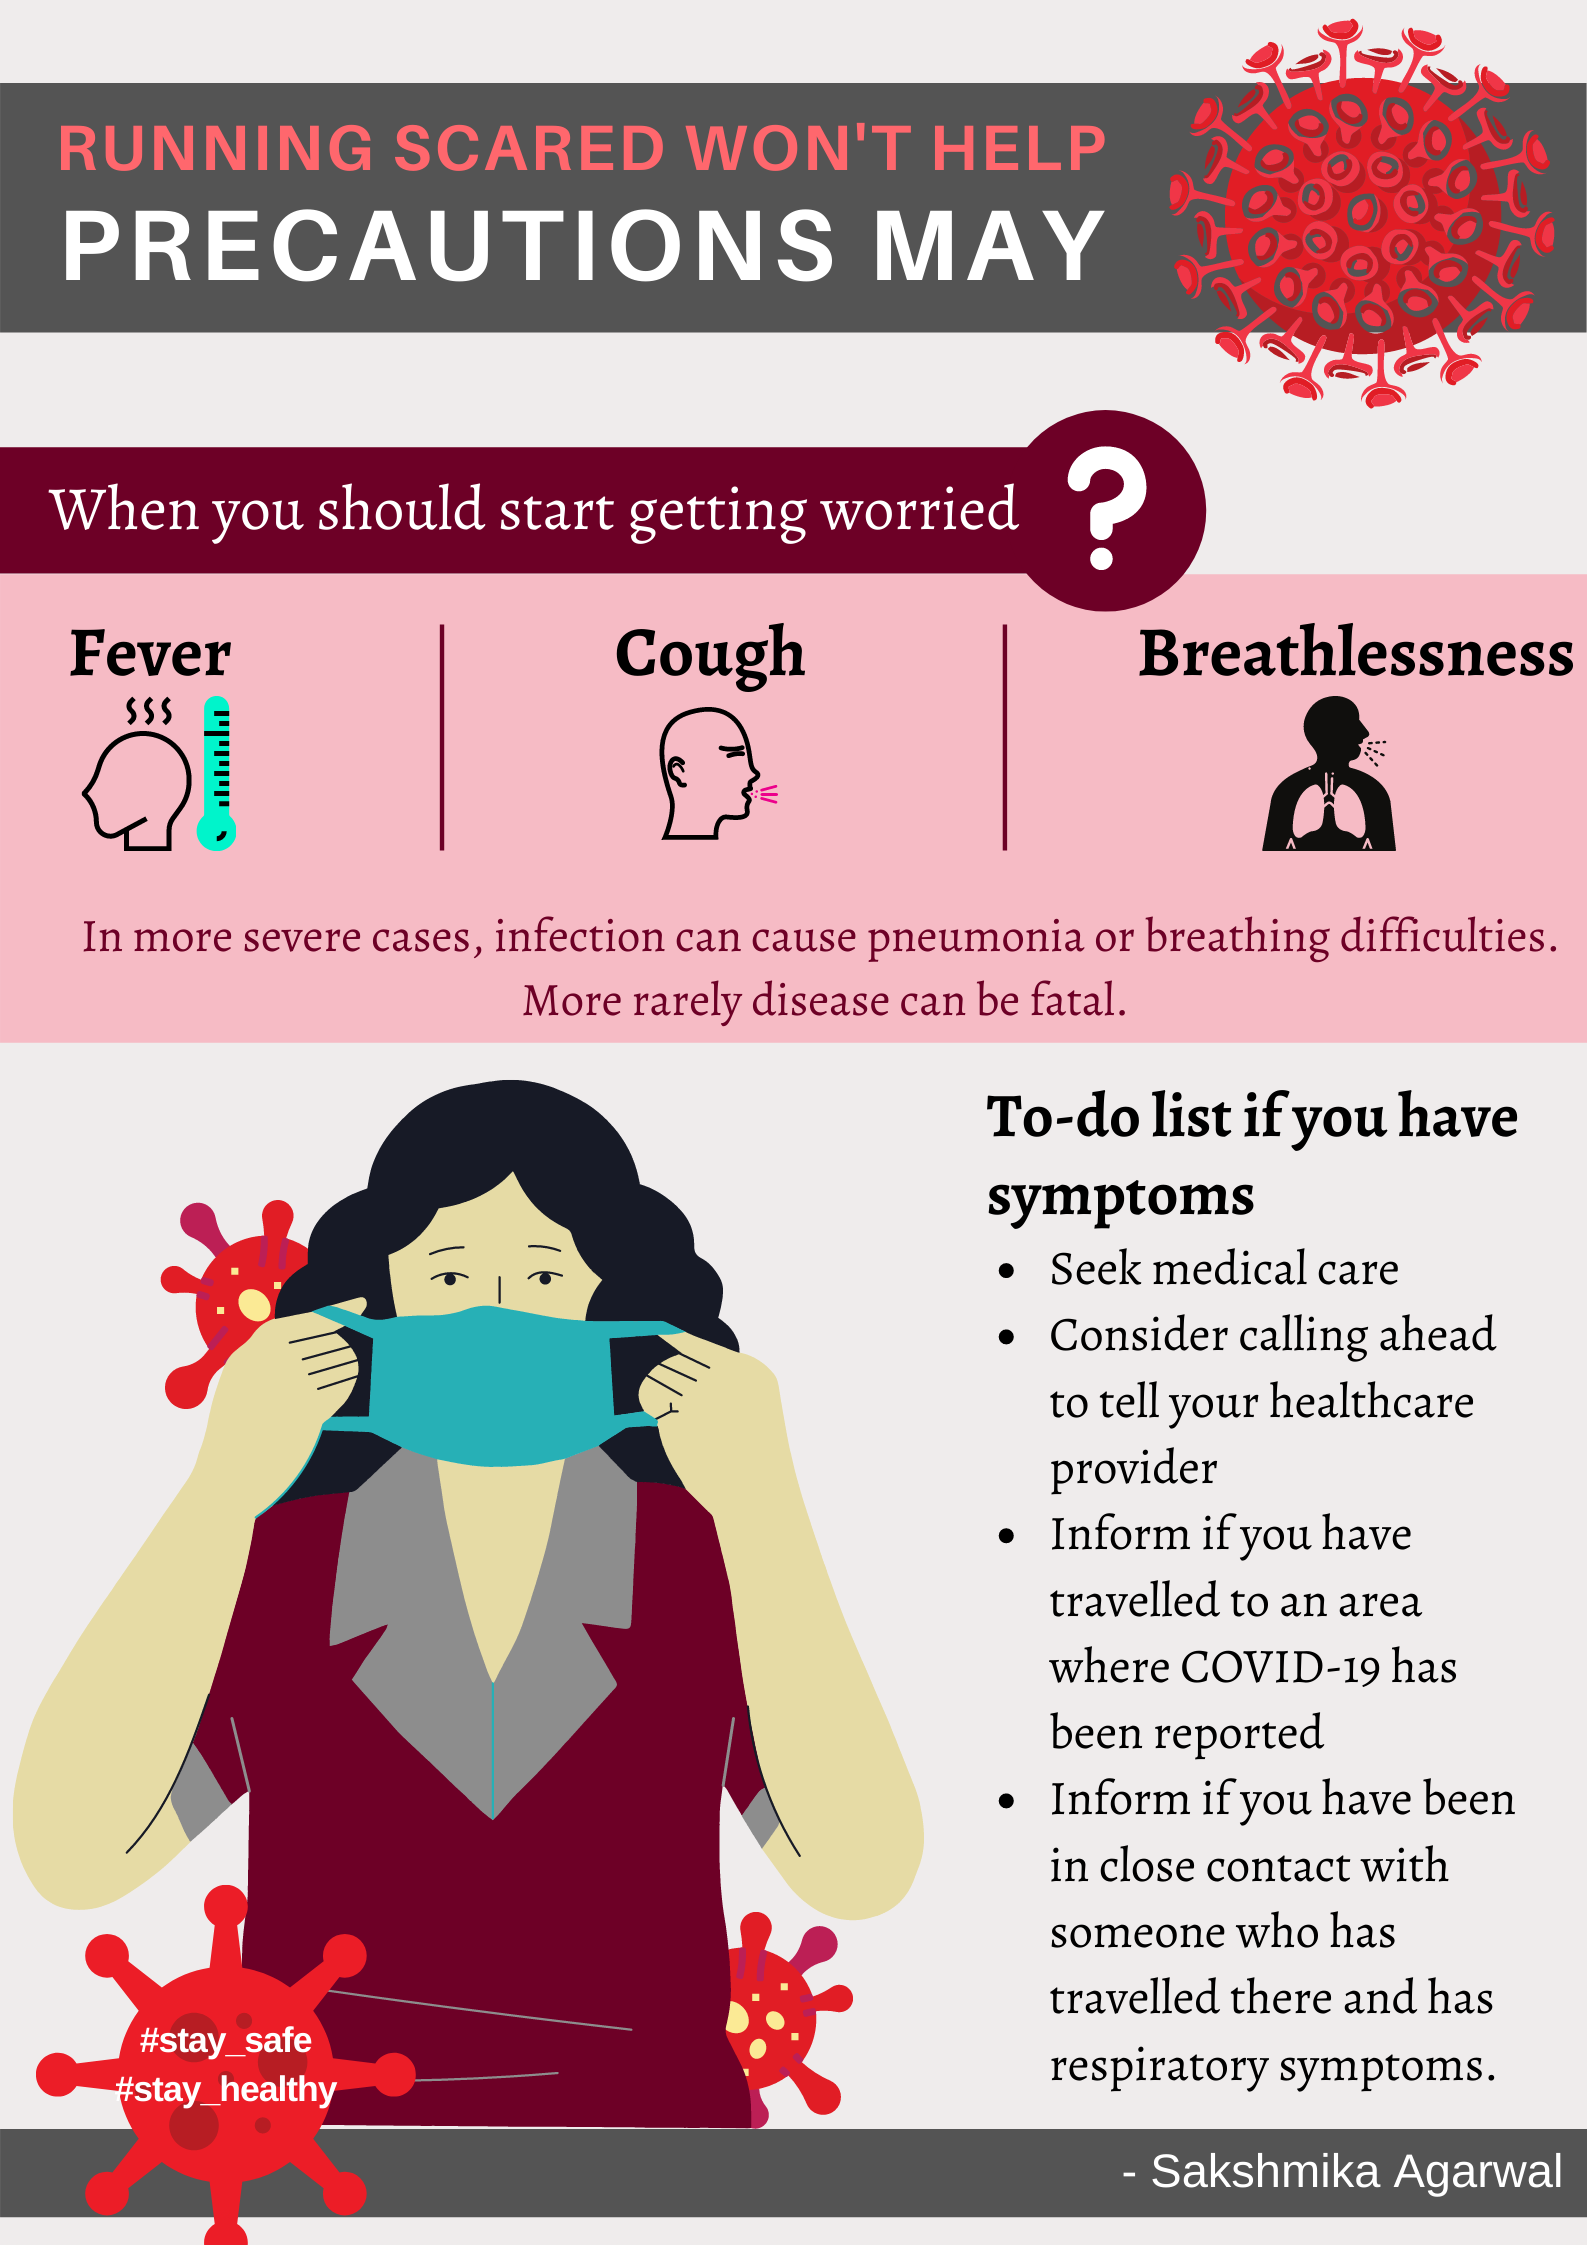 RUNNING SCARED WON'T HELP
PRECAUTIONS MAY
When you should start getting worried ?
Fever
Cough
Breathlessness
In more severe cases, infection can cause pneumonia or breathing difficulties.
More rarely disease can be fatal.
To-do list if you have
symptoms
• Seek medical care
• Consider calling ahead
to tell your healthcare
provider
• Inform if you have
travelled to an area
where COVID-19 has
been reported
• Inform if you have been
in close contact with
someone who has
travelled there and has
respiratory symptoms.
#stay_safe
#stay_healthy
- Sakshmika Agarwal